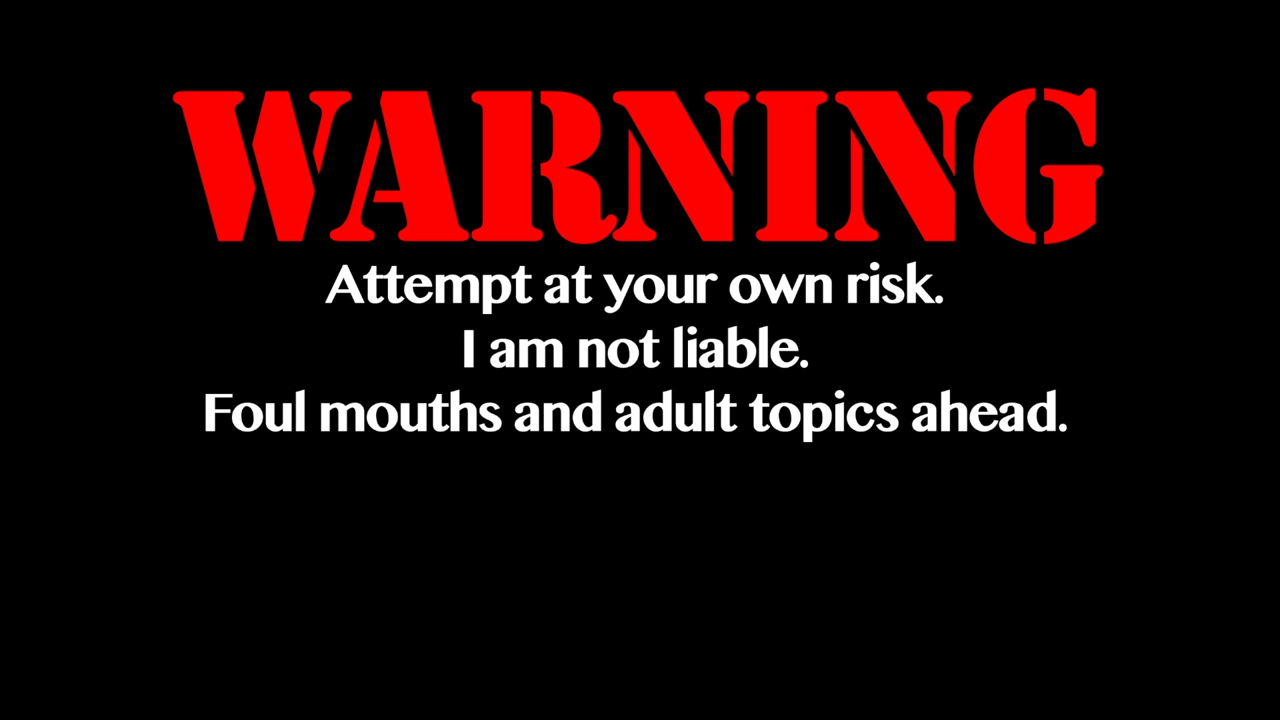 WARNING
Attempt at your own risk.
I am not liable.
Foul mouths and adult topics ahead.